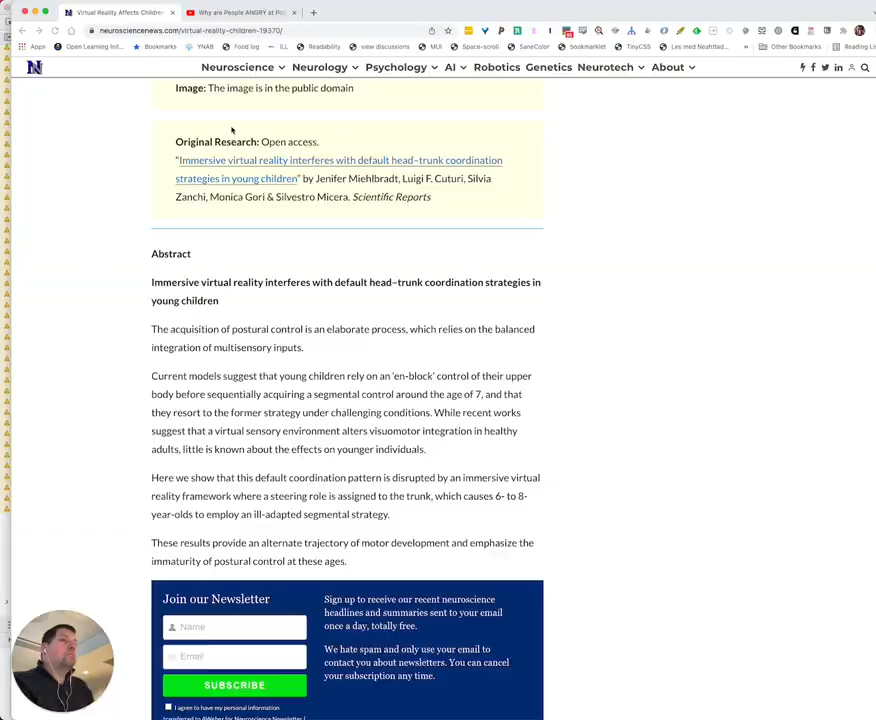 Virtual Reality Affects Children
Why are People ANGRY at Pol
neurosciencenews.com/virtual-reality-children-19370/
Apps Open Learning Init... Bookmarks YNAB Food log ILL Readability view discussions MUI Space-scroll SaneColor bookmarklet TinyCSS Les med Neahttad... » Other Bookmarks Reading Li
N Neuroscience Neurology Psychology AI Robotics Genetics Neurotech About
Image: The image is in the public domain
Original Research: Open access.
“Immersive virtual reality interferes with default head–trunk coordination
strategies in young children” by Jenifer Miehlbradt, Luigi F. Cuturi, Silvia
Zanchi, Monica Gori & Silvestro Micera. Scientific Reports
Abstract
Immersive virtual reality interferes with default head–trunk coordination strategies in
young children
The acquisition of postural control is an elaborate process, which relies on the balanced
integration of multisensory inputs.
Current models suggest that young children rely on an ‘en-block’ control of their upper
body before sequentially acquiring a segmental control around the age of 7, and that
they resort to the former strategy under challenging conditions. While recent works
suggest that a virtual sensory environment alters visuomotor integration in healthy
adults, little is known about the effects on younger individuals.
Here we show that this default coordination pattern is disrupted by an immersive virtual
reality framework where a steering role is assigned to the trunk, which causes 6- to 8-
year-olds to employ an ill-adapted segmental strategy.
These results provide an alternate trajectory of motor development and emphasize the
immaturity of postural control at these ages.
Join our Newsletter
Name
Email
SUBSCRIBE
I agree to have my personal information
transferred to AWeber for Neuroscience Newsletter (
Sign up to receive our recent neuroscience
headlines and summaries sent to your email
once a day, totally free.
We hate spam and only use your email to
contact you about newsletters. You can cancel
your subscription any time.